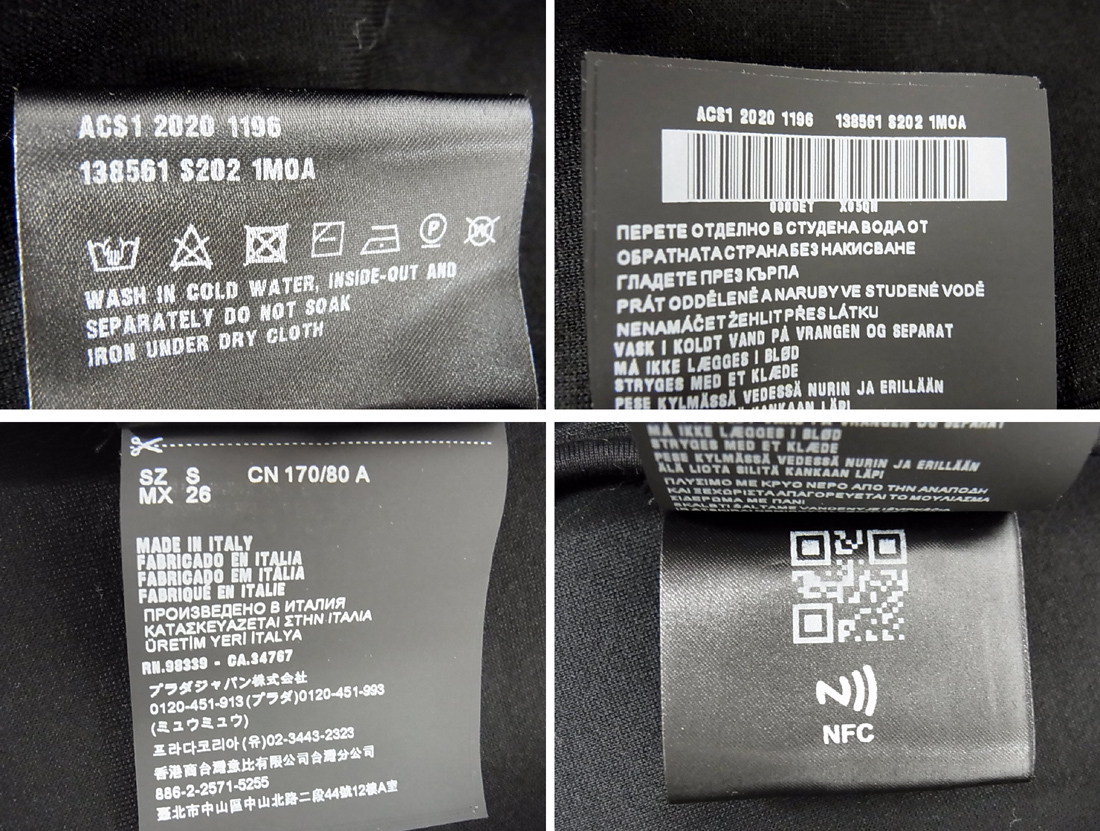 ACS1 2020 1196
138561 S202 1MOA
P
W
WASH IN COLD WATER, INSIDE-OUT AND
SEPARATELY DO NOT SOAK
IRON UNDER DRY CLOTH
ACS1 2020 1196 138561 S202 1MOA
ПЕРЕТЕ ОТДЕЛНО В СТУДЕНА ВОДА ОТ
ОБРАТНАТА СТРАНА БЕЗ НАКИСВАНЕ
ГЛАДЕТЕ ПРЕЗ КЪРПА
PRÁT ODDĚLENĚ A NARUBY VE STUDENÉ VODĚ
NENAMÁČET ŽEHLIT PŘES LÁTKU
VASK I KOLDT VAND PÅ VRANGEN OG SEPARAT
MÅ IKKE LÆGGES I BLØD
STRYGES MED ET KLÆDE
PESE KYLMÄSSÄ VEDESSÄ NURIN JA ERILLÄÄN
KANKAAN LÄPI
SZ S CN 170/80 A
MX 26
MADE IN ITALY
FABRICADO EN ITALIA
FABRICADO EM ITÁLIA
FABRIQUÉ EN ITALIE
ПРОИЗВЕДЕНО В ИТАЛИЯ
ΚΑΤΑΣΚΕΥΑΖΕΤΑΙ ΣΤΗΝ ΙΤΑΛΙΑ
ÜRETİM YERİ İTALYA
RN.98339 - CA.34767
プラダジャパン株式会社
0120-451-913(プラダ)0120-451-993
(ミュウミュウ)
프라다코리아(유)02-3443-2323
香港商台灣意比有限公司台灣分公司
886-2-2571-5255
臺北市中山區中山北路二段44號12樓A室
MÅ IKKE LÆGGES I BLØD
STRYGES MED ET KLÆDE
PESE KYLMÄSSÄ VEDESSÄ NURIN JA ERILLÄÄN
ÄLÄ LIOTA SILITÄ KANKAAN LÄPI
ΠΛΥΣΙΜΟ ΜΕ ΚΡΥΟ ΝΕΡΟ ΑΠΟ ΤΗΝ ΑΝΑΠΟΔΗ
ΚΑΙ ΞΕΧΩΡΙΣΤΑ ΑΠΑΓΟΡΕΥΕΤΑΙ ΤΟ ΜΟΥΛΙΑΣΜΑ
ΣΙΔΕΡΩΜΑ ΜΕ ΠΑΝΙ
NFC